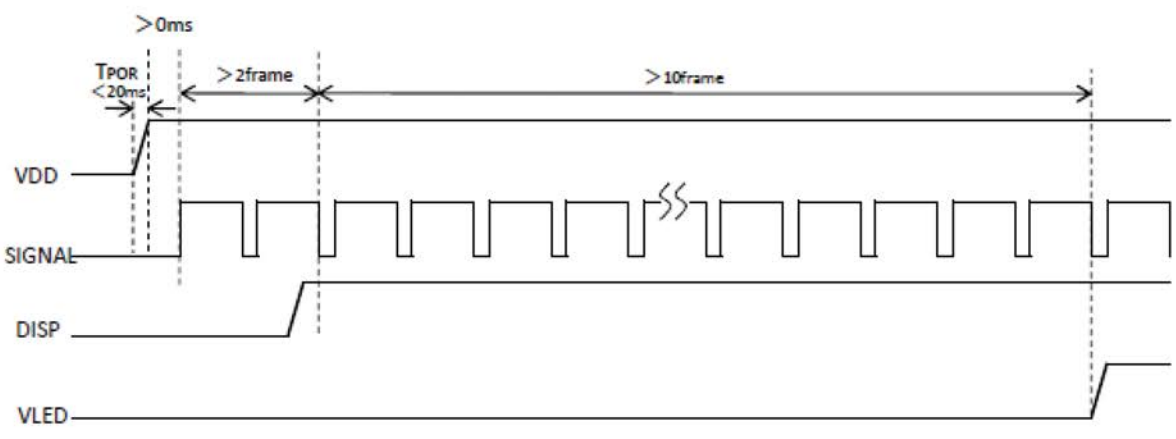 ＞0ms
TPOR
＜20ms
＞2frame
＞10frame
VDD
SIGNAL
DISP
VLED